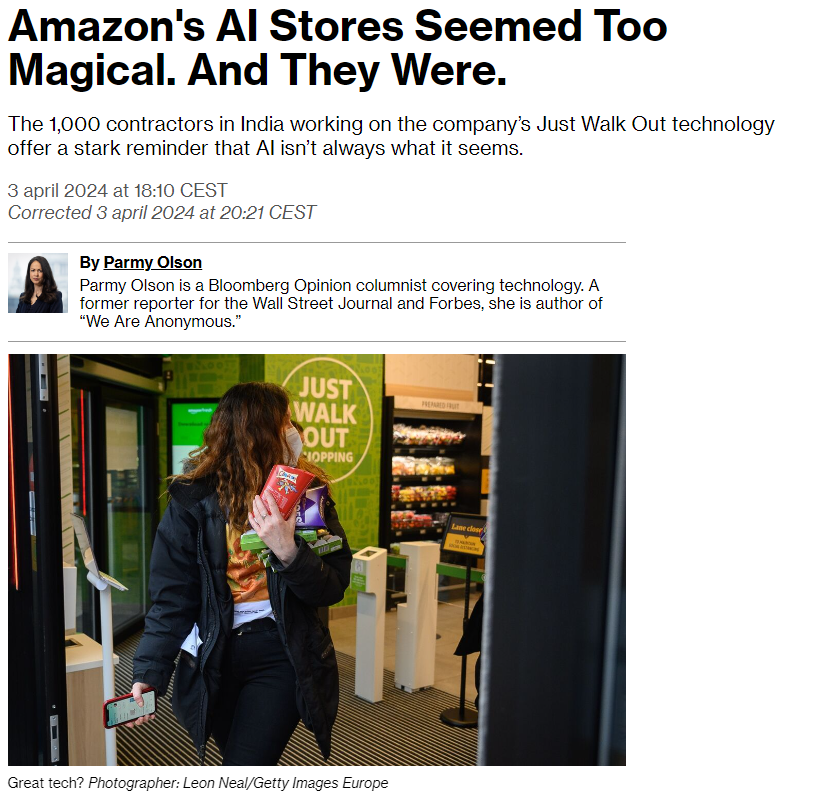 Amazon's AI Stores Seemed Too
Magical. And They Were.
The 1,000 contractors in India working on the company’s Just Walk Out technology
offer a stark reminder that AI isn’t always what it seems.
3 april 2024 at 18:10 CEST
Corrected 3 april 2024 at 20:21 CEST
By Parmy Olson
Parmy Olson is a Bloomberg Opinion columnist covering technology. A
former reporter for the Wall Street Journal and Forbes, she is author of
“We Are Anonymous.”
JUST
WALK
OUT
HOPPING
PREPARED FRUIT
Lane close
Great tech? Photographer: Leon Neal/Getty Images Europe